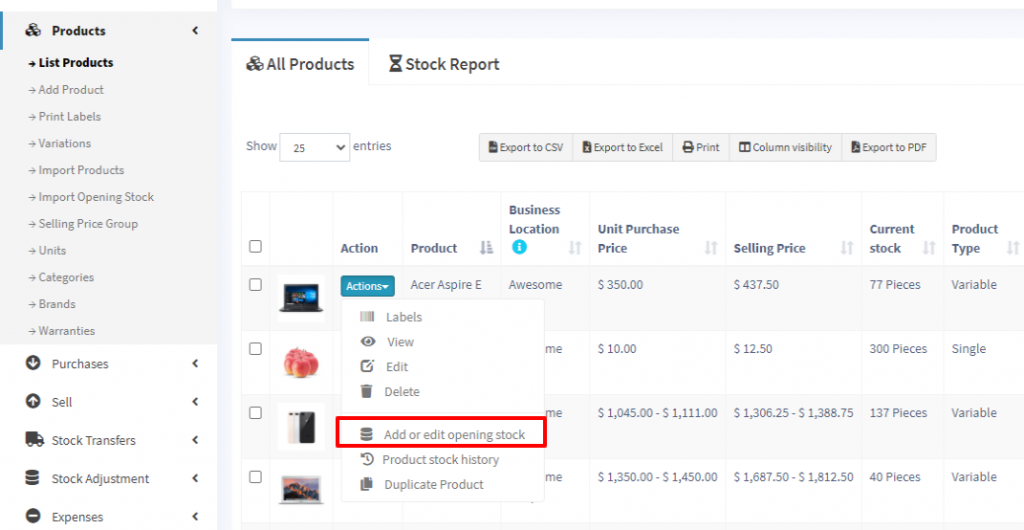 Products
List Products
Add Product
Print Labels
Variations
Import Products
Import Opening Stock
Selling Price Group
Units
Categories
Brands
Warranties
Purchases
Sell
Stock Transfers
Stock Adjustment
Expenses
All Products Stock Report
Show 25 entries
Export to CSV Export to Excel Print Column visibility Export to PDF
Action Product Business Location Unit Purchase Price Selling Price Current stock Product Type
Actions Acer Aspire E Awesome $ 350.00 $ 437.50 77 Pieces Variable
me $ 10.00 $ 12.50 300 Pieces Single
me $ 1,045.00 - $ 1,111.00 $ 1,306.25 - $ 1,388.75 137 Pieces Variable
me $ 1,350.00 - $ 1,450.00 $ 1,687.50 - $ 1,812.50 40 Pieces Variable
Labels
View
Edit
Delete
Add or edit opening stock
Product stock history
Duplicate Product